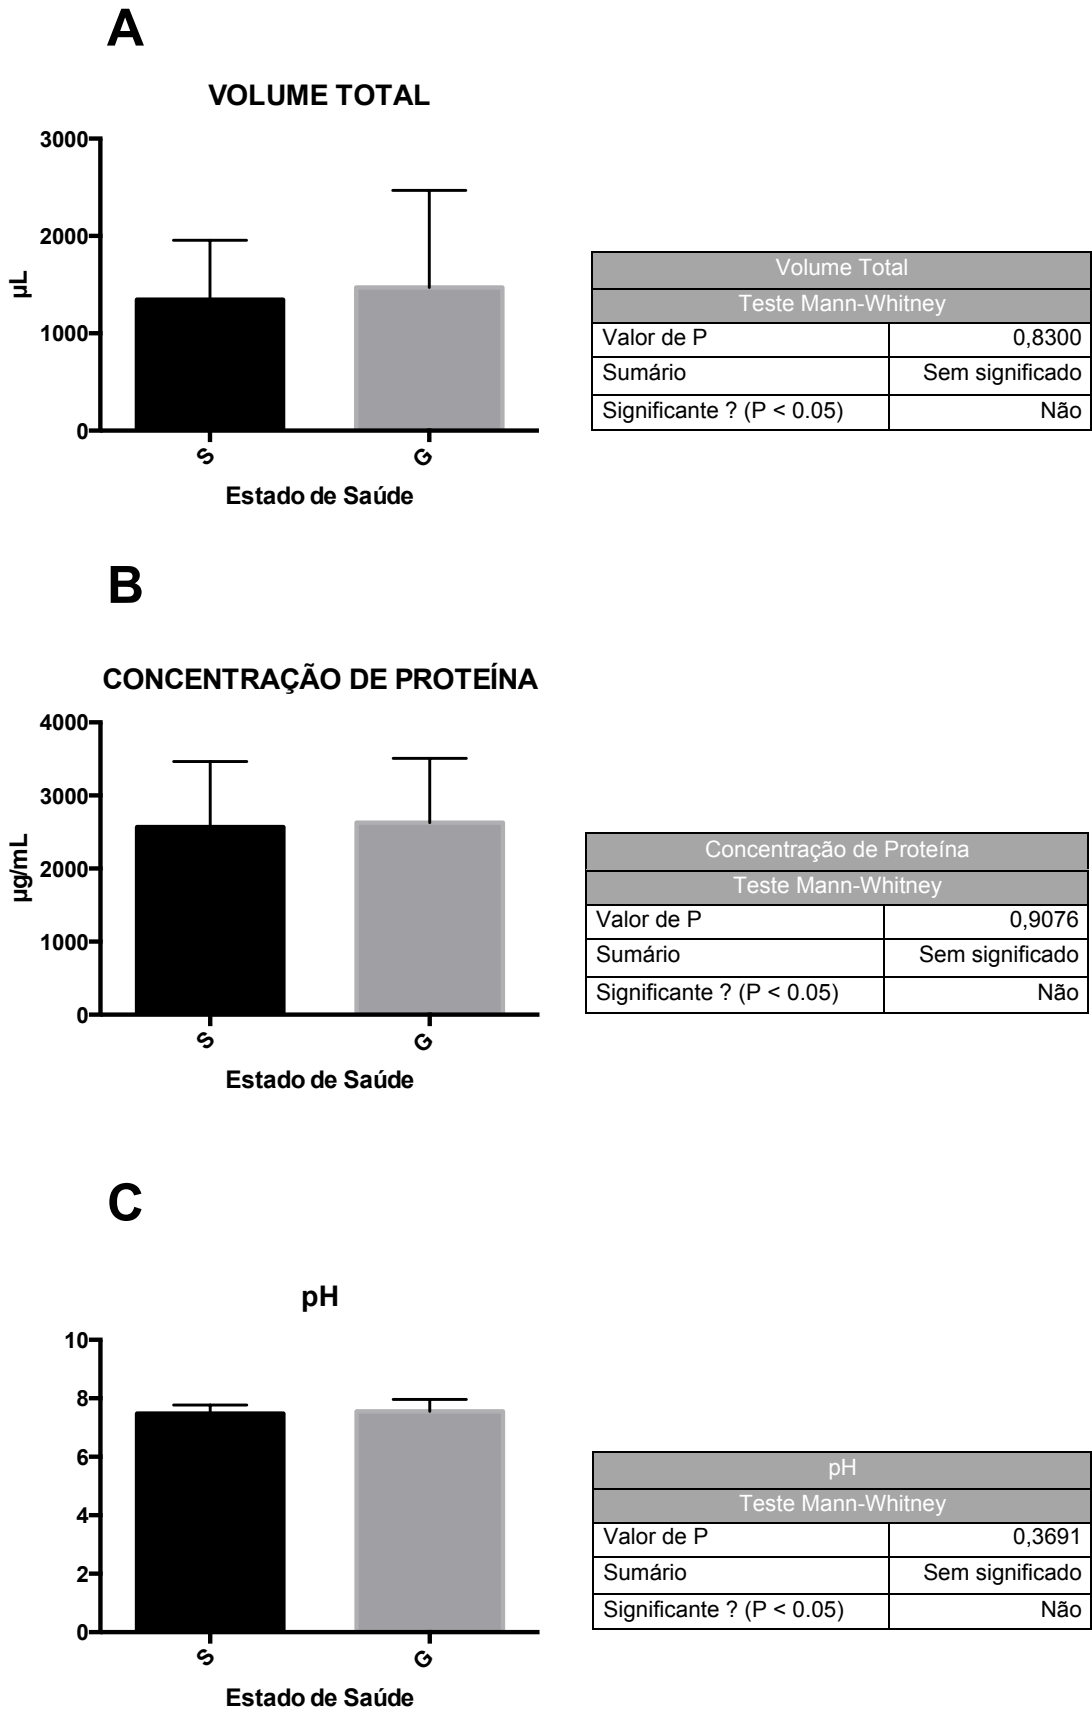 A
VOLUME TOTAL
3000
2000
1000
0
µL
S
G
Estado de Saúde
Volume Total
Teste Mann-Whitney
Valor de P 0,8300
Sumário Sem significado
Significante ? (P < 0.05) Não
B
CONCENTRAÇÃO DE PROTEÍNA
4000
3000
2000
1000
0
µg/mL
S
G
Estado de Saúde
Concentração de Proteína
Teste Mann-Whitney
Valor de P 0,9076
Sumário Sem significado
Significante ? (P < 0.05) Não
C
pH
10
8
6
4
2
0
S
G
Estado de Saúde
pH
Teste Mann-Whitney
Valor de P 0,3691
Sumário Sem significado
Significante ? (P < 0.05) Não